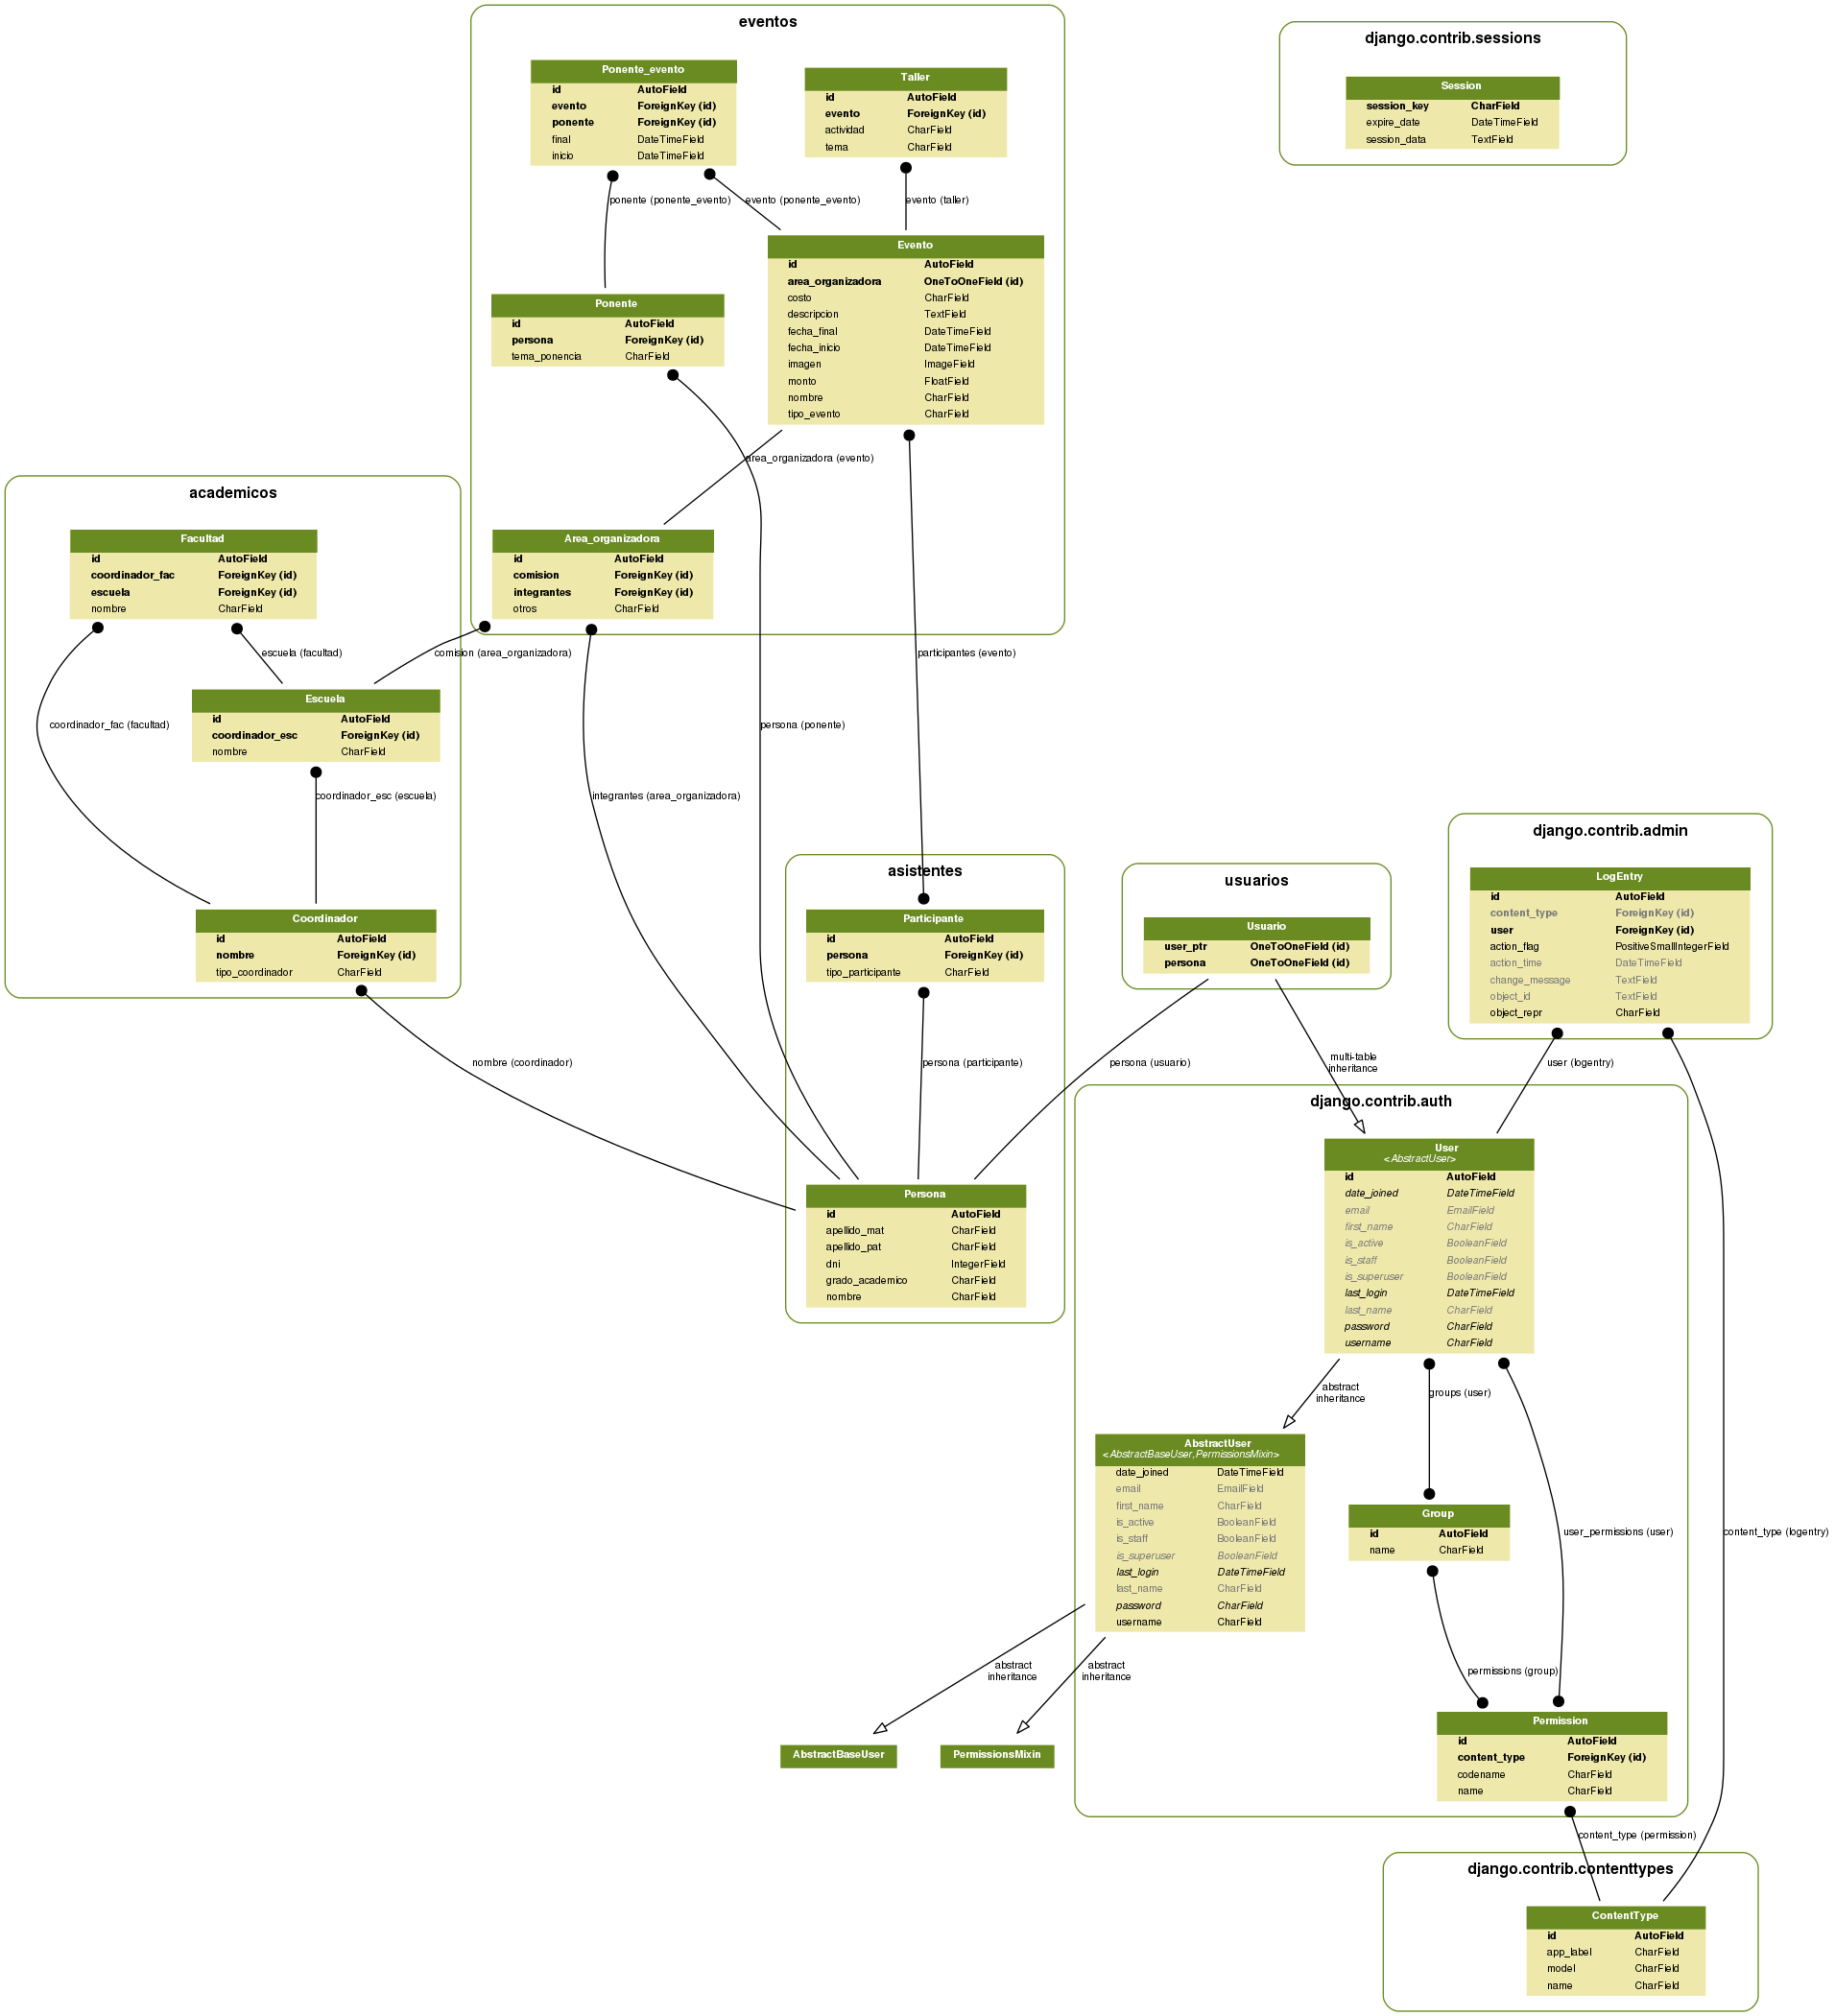 eventos
Ponente_evento
id AutoField
evento ForeignKey (id)
ponente ForeignKey (id)
final DateTimeField
inicio DateTimeField
Taller
id AutoField
evento ForeignKey (id)
actividad CharField
tema CharField
ponente (ponente_evento)
evento (ponente_evento)
evento (taller)
Evento
id AutoField
area_organizadora OneToOneField (id)
costo CharField
descripcion TextField
fecha_final DateTimeField
fecha_inicio DateTimeField
imagen ImageField
monto FloatField
nombre CharField
tipo_evento CharField
Ponente
id AutoField
persona ForeignKey (id)
tema_ponencia CharField
area_organizadora (evento)
Area_organizadora
id AutoField
comision ForeignKey (id)
integrantes ForeignKey (id)
otros CharField
django.contrib.sessions
Session
session_key CharField
expire_date DateTimeField
session_data TextField
academicos
Facultad
id AutoField
coordinador_fac ForeignKey (id)
escuela ForeignKey (id)
nombre CharField
escuela (facultad)
comision (area_organizadora)
participantes (evento)
Escuela
id AutoField
coordinador_esc ForeignKey (id)
nombre CharField
coordinador_fac (facultad)
persona (ponente)
coordinador_esc (escuela)
integrantes (area_organizadora)
Coordinador
id AutoField
nombre ForeignKey (id)
tipo_coordinador CharField
nombre (coordinador)
asistentes
Participante
id AutoField
persona ForeignKey (id)
tipo_participante CharField
persona (participante)
Persona
id AutoField
apellido_mat CharField
apellido_pat CharField
dni IntegerField
grado_academico CharField
nombre CharField
usuarios
Usuario
user_ptr OneToOneField (id)
persona OneToOneField (id)
persona (usuario)
multi-table
inheritance
django.contrib.admin
LogEntry
id AutoField
content_type ForeignKey (id)
user ForeignKey (id)
action_flag PositiveSmallIntegerField
action_time DateTimeField
change_message TextField
object_id TextField
object_repr CharField
user (logentry)
django.contrib.auth
User
<AbstractUser>
id AutoField
date_joined DateTimeField
email EmailField
first_name CharField
is_active BooleanField
is_staff BooleanField
is_superuser BooleanField
last_login DateTimeField
last_name CharField
password CharField
username CharField
abstract
inheritance
groups (user)
AbstractUser
<AbstractBaseUser,PermissionsMixin>
date_joined DateTimeField
email EmailField
first_name CharField
is_active BooleanField
is_staff BooleanField
is_superuser BooleanField
last_login DateTimeField
last_name CharField
password CharField
username CharField
Group
id AutoField
name CharField
user_permissions (user)
content_type (logentry)
abstract
inheritance
abstract
inheritance
permissions (group)
AbstractBaseUser
PermissionsMixin
Permission
id AutoField
content_type ForeignKey (id)
codename CharField
name CharField
content_type (permission)
django.contrib.contenttypes
ContentType
id AutoField
app_label CharField
model CharField
name CharField